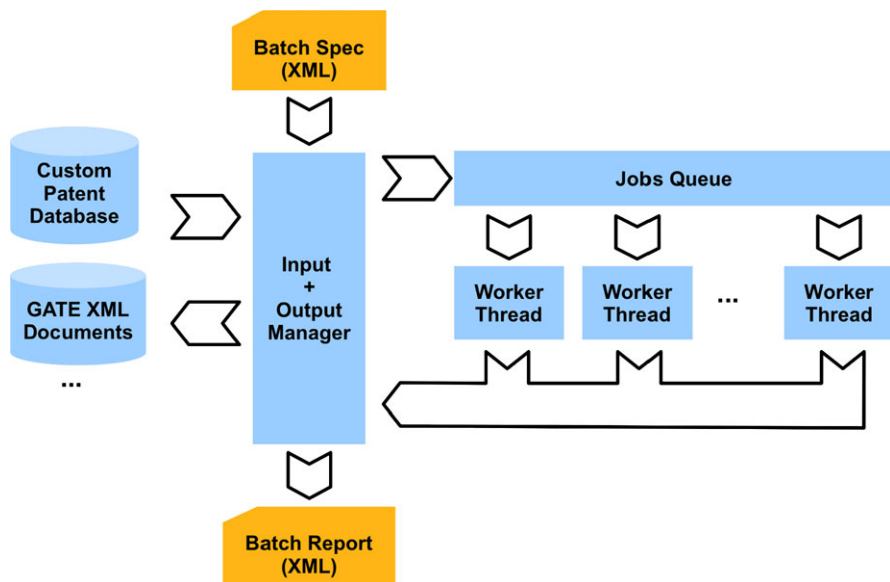 Batch Spec
(XML)
Custom
Patent
Database
Jobs Queue
Input
+
Output
Manager
GATE XML
Documents
...
Worker
Thread
Worker
Thread
...
Worker
Thread
Batch Report
(XML)